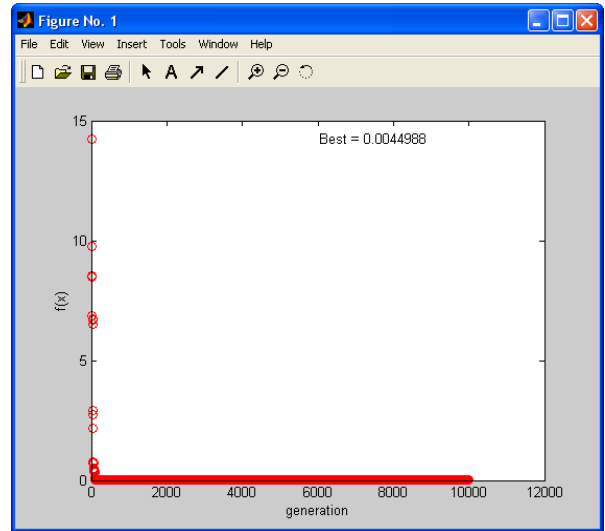 Figure No. 1
File Edit View Insert Tools Window Help
A
15
Best = 0.0044988
10
f(x)
5
0
0 2000 4000 6000 8000 10000 12000
generation